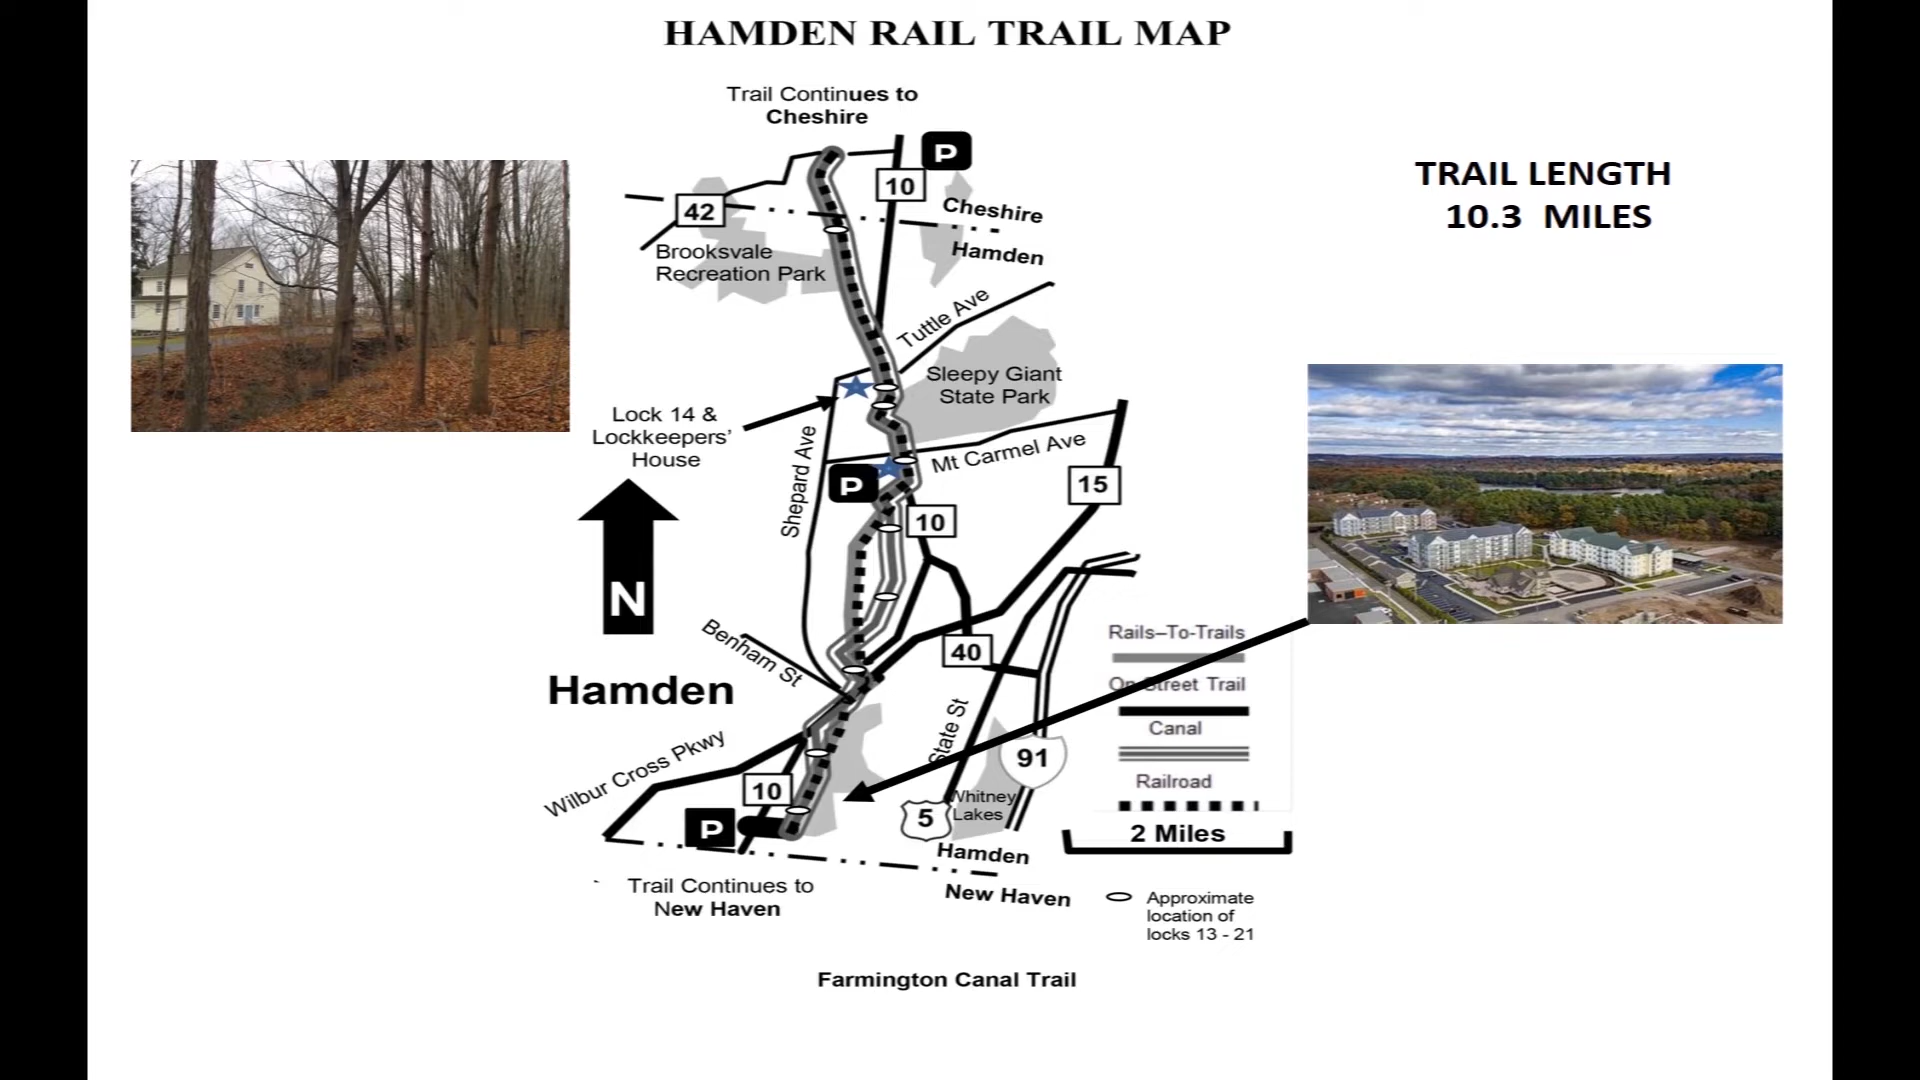 HAMDEN RAIL TRAIL MAP
Trail Continues to
Cheshire
P
10
42
Cheshire
Hamden
Brooksvale
Recreation Park
TRAIL LENGTH
10.3 MILES
Tuttle Ave
Sleepy Giant
State Park
Lock 14 &
Lockkeepers’
House
Shepard Ave
Mt Carmel Ave
P
15
10
N
Benham St
40
Hamden
State St
Wilbur Cross Pkwy
91
10
P
5
Whitney
Lakes
Rails–To-Trails
On Street Trail
Canal
Railroad
2 Miles
Hamden
New Haven
Trail Continues to
New Haven
Approximate
location of
locks 13 - 21
Farmington Canal Trail